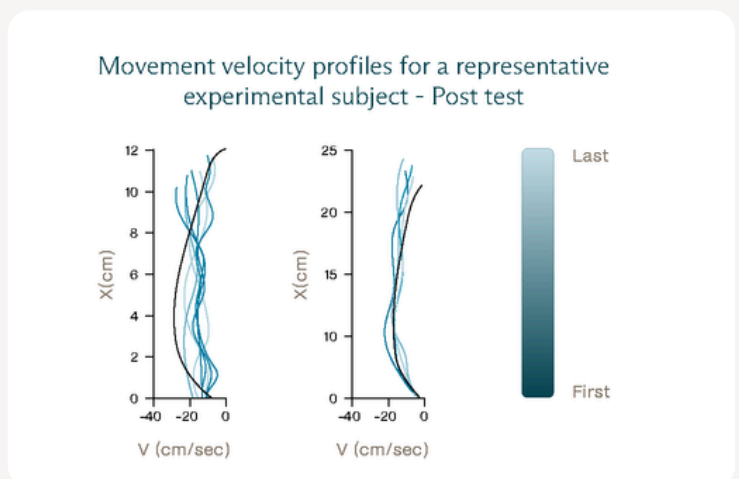 Movement velocity profiles for a representative
experimental subject - Post test
12
10
8
6
4
2
0
X(cm)
-40 -20 0
V (cm/sec)
25
20
15
10
0
X(cm)
-40 -20 0
V (cm/sec)
Last
First